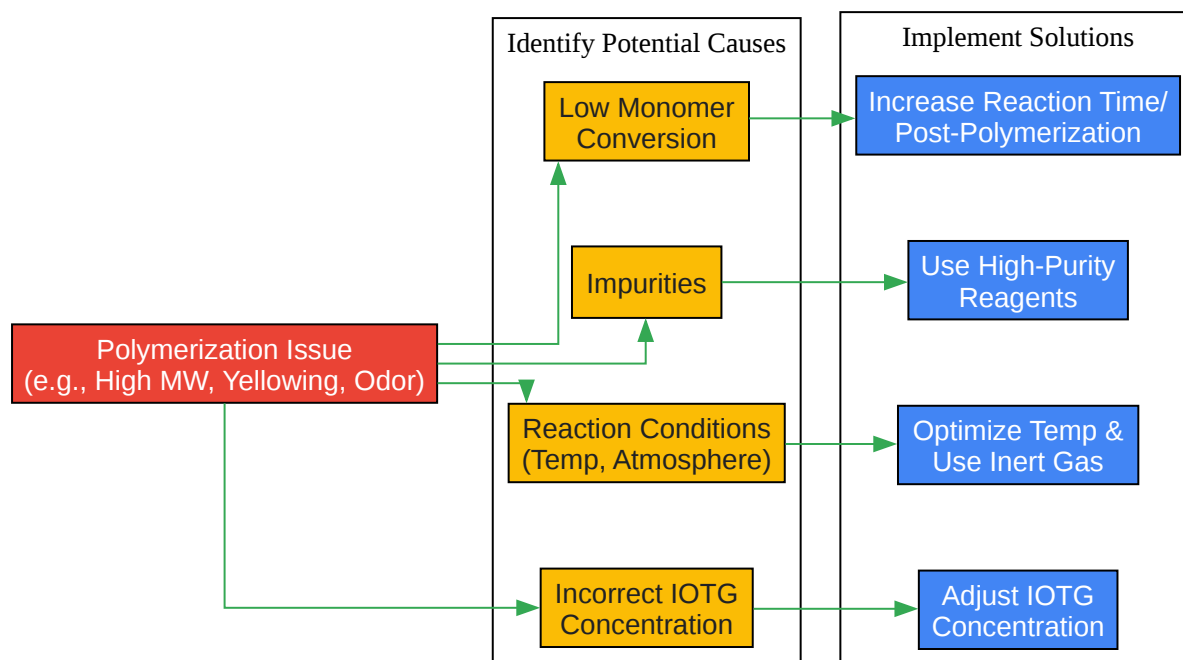 Identify Potential Causes
Implement Solutions
Low Monomer
Conversion
Increase Reaction Time/
Post-Polymerization
Impurities
Use High-Purity
Reagents
Polymerization Issue
(e.g., High MW, Yellowing, Odor)
Reaction Conditions
(Temp, Atmosphere)
Optimize Temp &
Use Inert Gas
Incorrect IOTG
Concentration
Adjust IOTG
Concentration